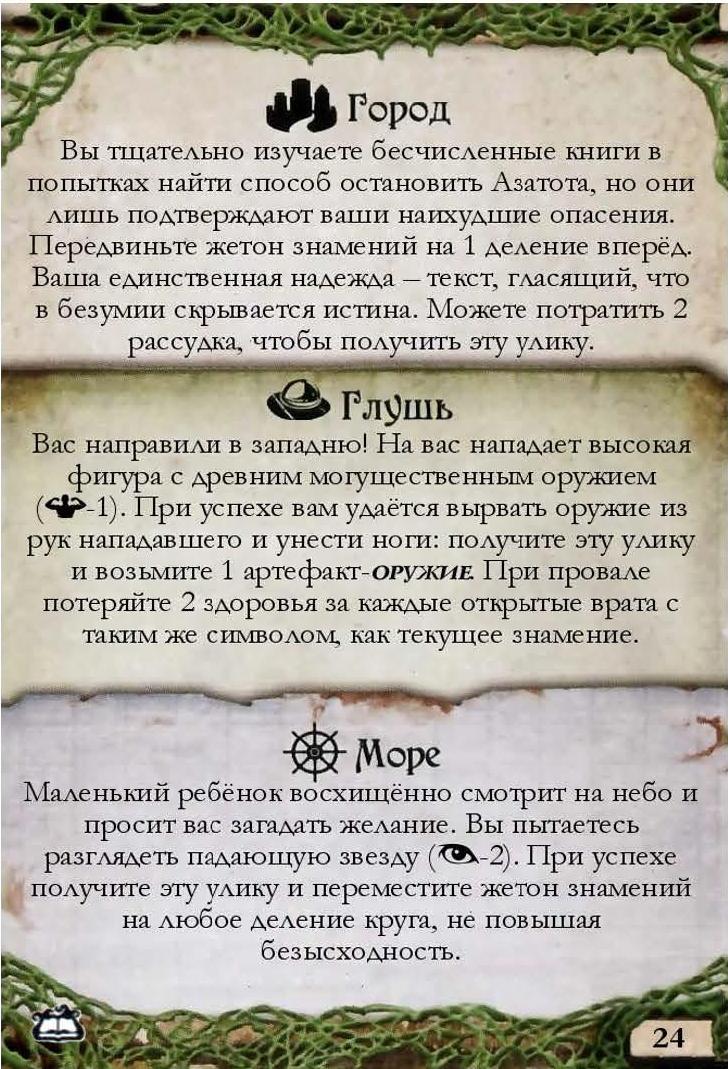 Город
Вы тщательно изучаете бесчисленные книги в
попытках найти способ остановить Азатота, но они
лишь подтверждают ваши наихудшие опасения.
Передвиньте жетон знамений на 1 деление вперёд.
Ваша единственная надежда – текст, гласящий, что
в безумии скрывается истина. Можете потратить 2
рассудка, чтобы получить эту улику.
Глушь
Вас направили в западню! На вас нападает высокая
фигура с древним могущественным оружием
(-1). При успехе вам удаётся вырвать оружие из
рук нападавшего и унести ноги: получите эту улику
и возьмите 1 артефакт-ОРУЖИЕ. При провале
потеряйте 2 здоровья за каждые открытые врата с
таким же символом, как текущее знамение.
Море
Маленький ребёнок восхищённо смотрит на небо и
просит вас загадать желание. Вы пытаетесь
разглядеть падающую звезду (-2). При успехе
получите эту улику и переместите жетон знамений
на любое деление круга, не повышая
безысходность.
24